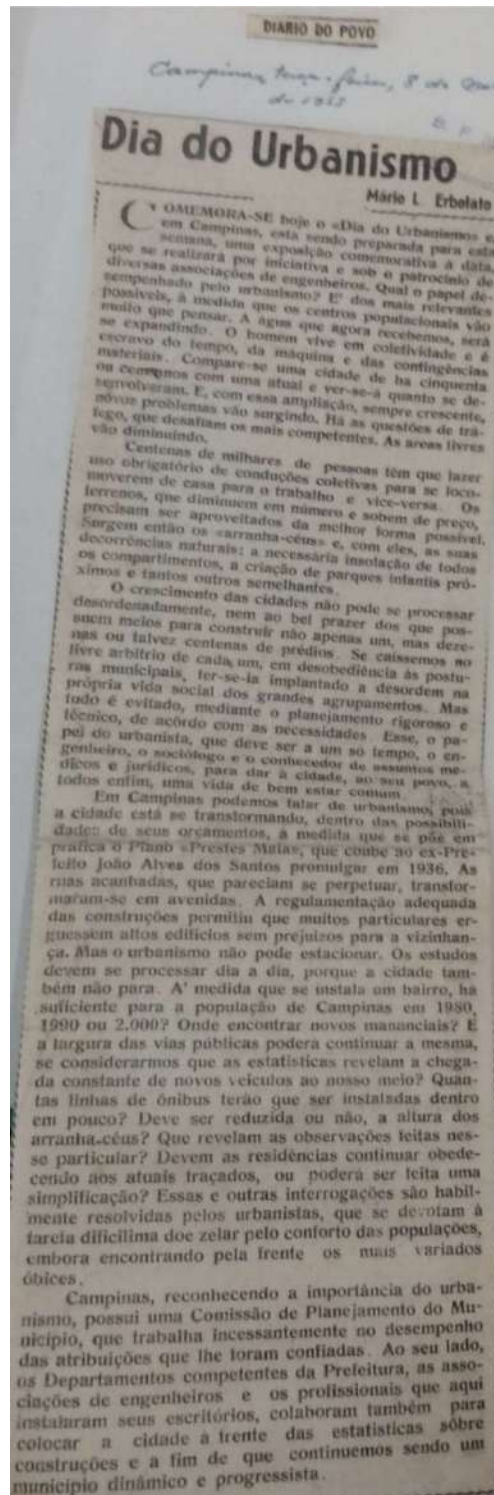 DIARIO DO POVO
Campinas, terça-feira, 8 de
de
Dia do Urbanismo
Mário L. Erbolato
COMEMORA-SE hoje o «Dia do Urbanismo» e
em Campinas, está sendo preparada para esta
semana, uma exposição comemorativa à data,
que se realizará por iniciativa e sob o patrocínio de
diversas associações de engenheiros. Qual o papel de-
sempenhado pelo urbanismo? E' dos mais relevantes
possíveis, à medida que os centros populacionais vão
muito que pensar. A água que agora recebemos, será
se expandindo. O homem vive em coletividade e é
escravo do tempo, da máquina e das contingências
materiais. Compare-se uma cidade de ha cinquenta
ou cem anos com uma atual e ver-se-á quanto se de-
senvolveram. E, com essa ampliação, sempre crescente,
novos problemas vão surgindo. Há as questões de trá-
fego, que desafiam os mais competentes. As areas livres
vão diminuindo.
Centenas de milhares de pessoas têm que fazer
uso obrigatório de conduções coletivas para se loco-
moverem de casa para o trabalho e vice-versa. Os
terrenos, que diminuem em número e sobem de preço,
precisam ser aproveitados da melhor forma possível.
Surgem então os «arranha-céus» e, com eles, as suas
decorrências naturais: a necessária insolação de todos
os compartimentos, a criação de parques infantis pró-
ximos e tantos outros semelhantes.
O crescimento das cidades não pode se processar
desordenadamente, nem ao bel prazer dos que pos-
suem meios para construir não apenas um, mas deze-
nas ou talvez centenas de prédios. Se caíssemos no
livre arbítrio de cada um, em desobediência às postu-
ras municipais, ter-se-ia implantado a desordem na
própria vida social dos grandes agrupamentos. Mas
tudo é evitado, mediante o planejamento rigoroso e
técnico, de acôrdo com as necessidades Esse, o pa-
pel do urbanista, que deve ser a um só tempo, o en-
genheiro, o sociólogo e o conhecedor de assuntos mé-
dicos e jurídicos, para dar à cidade, ao seu povo, a
todos enfim, uma vida de bem estar comum
Em Campinas podemos falar de urbanismo, pois
a cidade está se transformando, dentro das possibili-
dades de seus orçamentos, à medida que se põe em
prática o Plano «Prestes Maia», que coube ao ex-Pre-
feito João Alves dos Santos promulgar em 1936. As
ruas acanhadas, que pareciam se perpetuar, transfor-
maram-se em avenidas. A regulamentação adequada
das construções permitiu que muitos particulares er-
guessem altos edifícios sem prejuizos para a vizinhan-
ça. Mas o urbanismo não pode estacionar. Os estudos
devem se processar dia a dia, porque a cidade tam-
bém não para. A' medida que se instala um bairro, há
suficiente para a população de Campinas em 1980,
1990 ou 2.000? Onde encontrar novos mananciais? E
a largura das vias públicas poderá continuar a mesma,
se considerarmos que as estatísticas revelam a chega-
da constante de novos veículos ao nosso meio? Quan-
tas linhas de ônibus terão que ser instaladas dentro
em pouco? Deve ser reduzida ou não, a altura dos
arranha-céus? Que revelam as observações feitas nes-
se particular? Devem as residências continuar obede-
cendo aos atuais traçados, ou poderá ser feita uma
simplificação? Essas e outras interrogações são habil-
mente resolvidas pelos urbanistas, que se devotam à
tarefa dificílima doe zelar pelo conforto das populações,
embora encontrando pela frente os mais variados
óbices.
Campinas, reconhecendo a importância do urba-
nismo, possui uma Comissão de Planejamento do Mu-
nicípio, que trabalha incessantemente no desempenho
das atribuições que lhe foram confiadas. Ao seu lado,
os Departamentos competentes da Prefeitura, as asso-
ciações de engenheiros e os profissionais que aqui
instalaram seus escritórios, colaboram também para
colocar a cidade à frente das estatísticas sôbre
construções e a fim de que continuemos sendo um
município dinâmico e progressista.